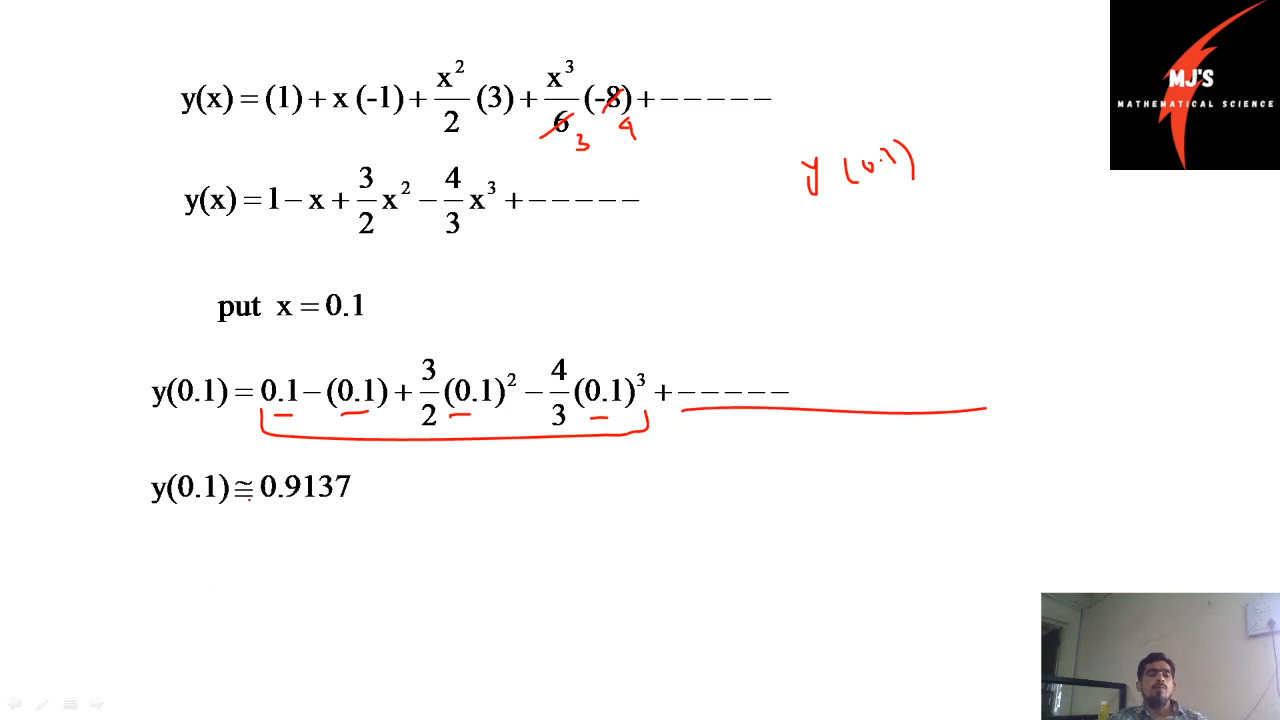 MJ'S
MATHEMATICAL SCIENCE
y(x) = (1) + x (-1) + x²/2 (3) + x³/6 (-8) + -----
3 4
y (0.1)
y(x) = 1 - x + 3/2 x² - 4/3 x³ + -----
put x = 0.1
y(0.1) = 0.1 - (0.1) + 3/2 (0.1)² - 4/3 (0.1)³ + -----
y(0.1) ≅ 0.9137